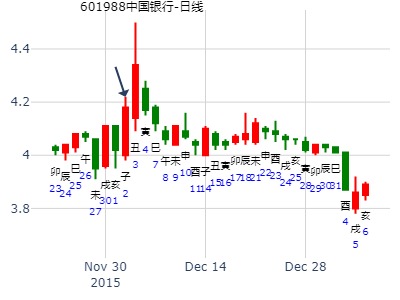 601988中国银行-日线
4.4
4.2
4
3.8
卯 辰 巳 午 未 戌 亥 子 丑 寅 巳 午 未 申 酉 子 丑 寅 卯 辰 未 申 酉 戌 亥 寅 卯 辰 巳 酉 戌 亥
23 24 25 26 27 30 1 2 3 4 7 8 9 10 11 14 15 16 17 18 21 22 23 24 25 28 29 30 31 4 5 6
Nov 30 Dec 14 Dec 28
2015